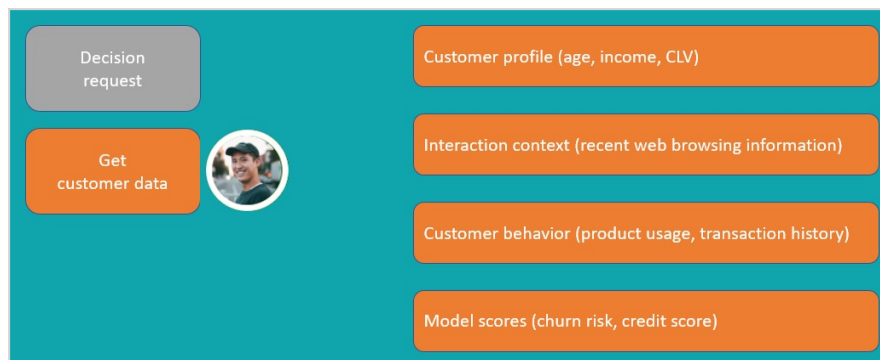 Decision
request
Get
customer data
Customer profile (age, income, CLV)
Interaction context (recent web browsing information)
Customer behavior (product usage, transaction history)
Model scores (churn risk, credit score)